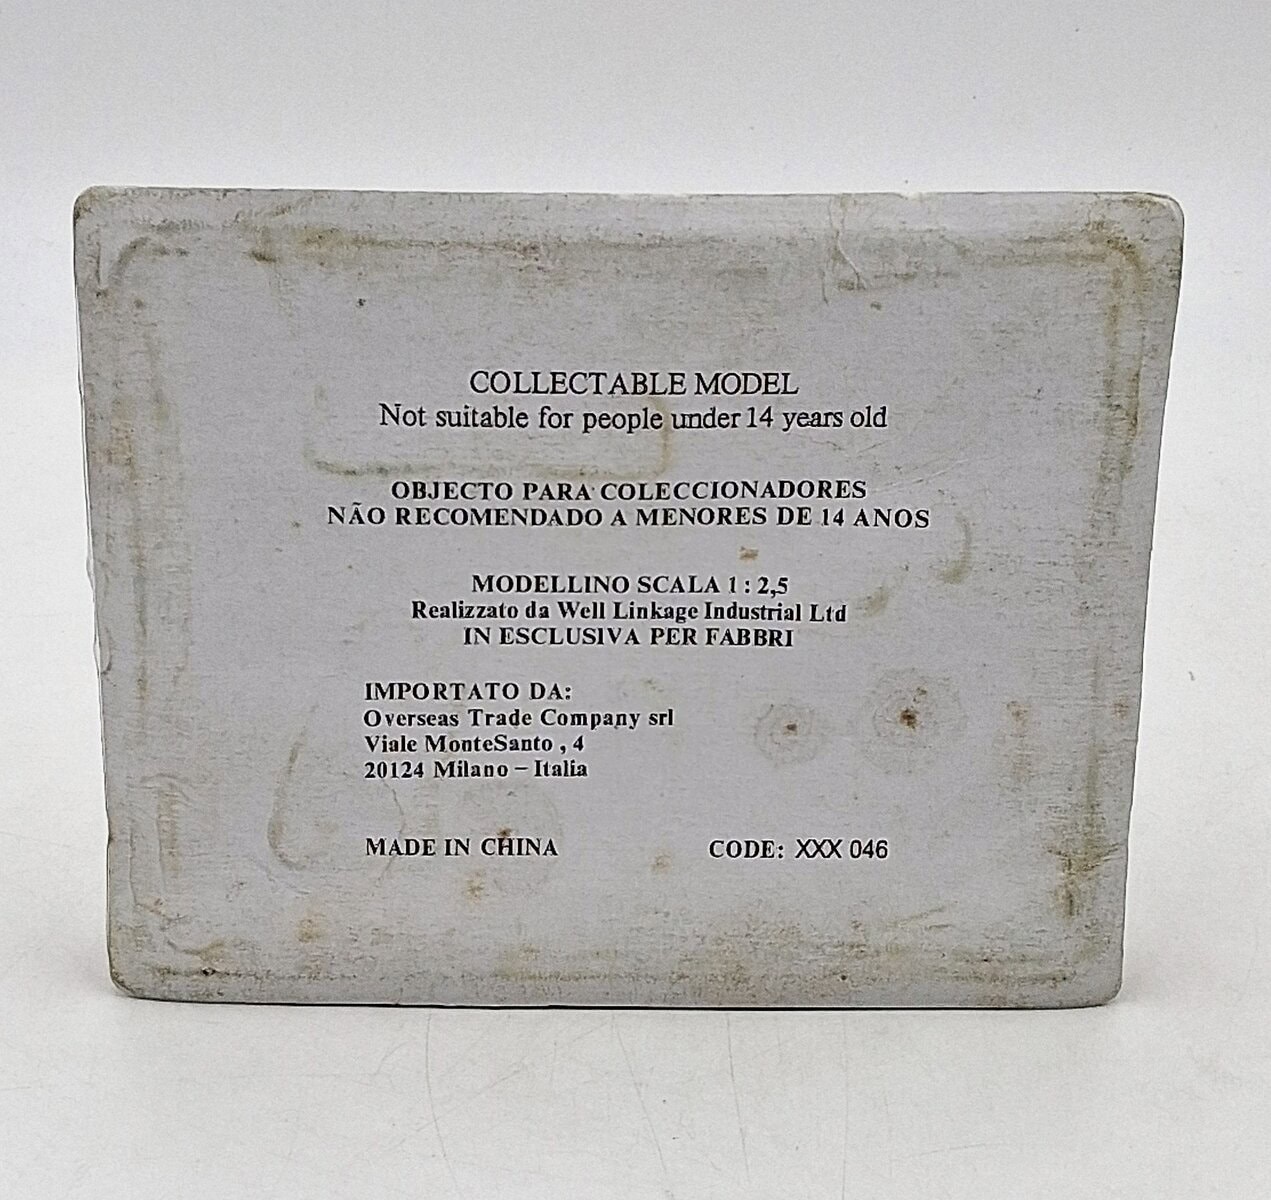 COLLECTABLE MODEL
Not suitable for people under 14 years old
OBJECTO PARA COLECCIONADORES
NÃO RECOMENDADO A MENORES DE 14 ANOS
MODELLINO SCALA 1 : 2,5
Realizzato da Well Linkage Industrial Ltd
IN ESCLUSIVA PER FABBRI
IMPORTATO DA:
Overseas Trade Company srl
Viale MonteSanto , 4
20124 Milano – Italia
MADE IN CHINA CODE: XXX 046